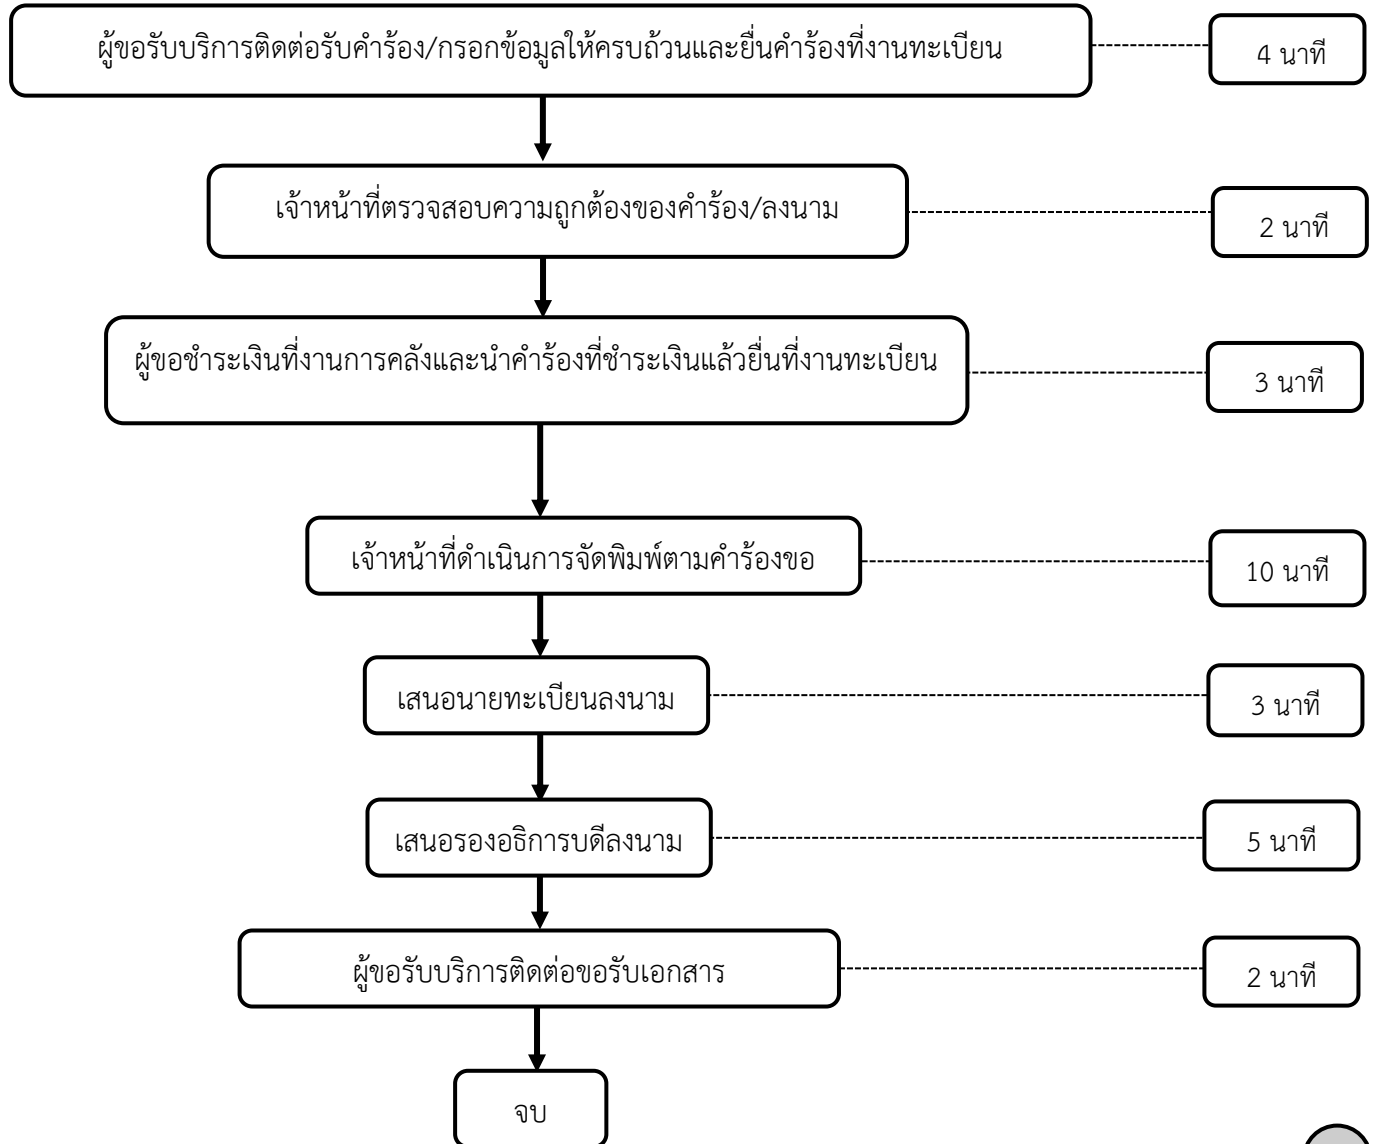 ผู้ขอรับบริการติดต่อรับคำร้อง/กรอกข้อมูลให้ครบถ้วนและยื่นคำร้องที่งานทะเบียน
4 นาที
เจ้าหน้าที่ตรวจสอบความถูกต้องของคำร้อง/ลงนาม
2 นาที
ผู้ขอชำระเงินที่งานการคลังและนำคำร้องที่ชำระเงินแล้วยื่นที่งานทะเบียน
3 นาที
เจ้าหน้าที่ดำเนินการจัดพิมพ์ตามคำร้องขอ
10 นาที
เสนอนายทะเบียนลงนาม
3 นาที
เสนอรองอธิการบดีลงนาม
5 นาที
ผู้ขอรับบริการติดต่อขอรับเอกสาร
2 นาที
จบ